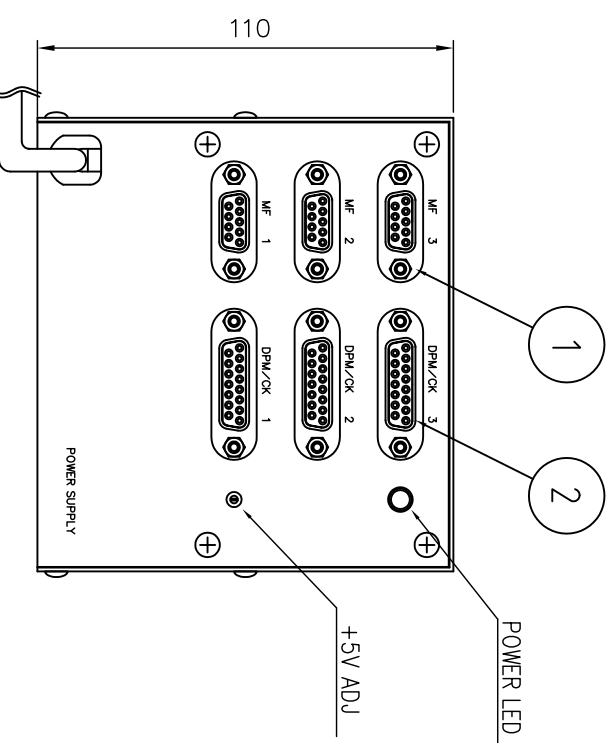 110
MF 1
MF 2
MF 3
DPM/CK 1
DPM/CK 2
DPM/CK 3
1
2
POWER SUPPLY
+5V ADJ
POWER LED